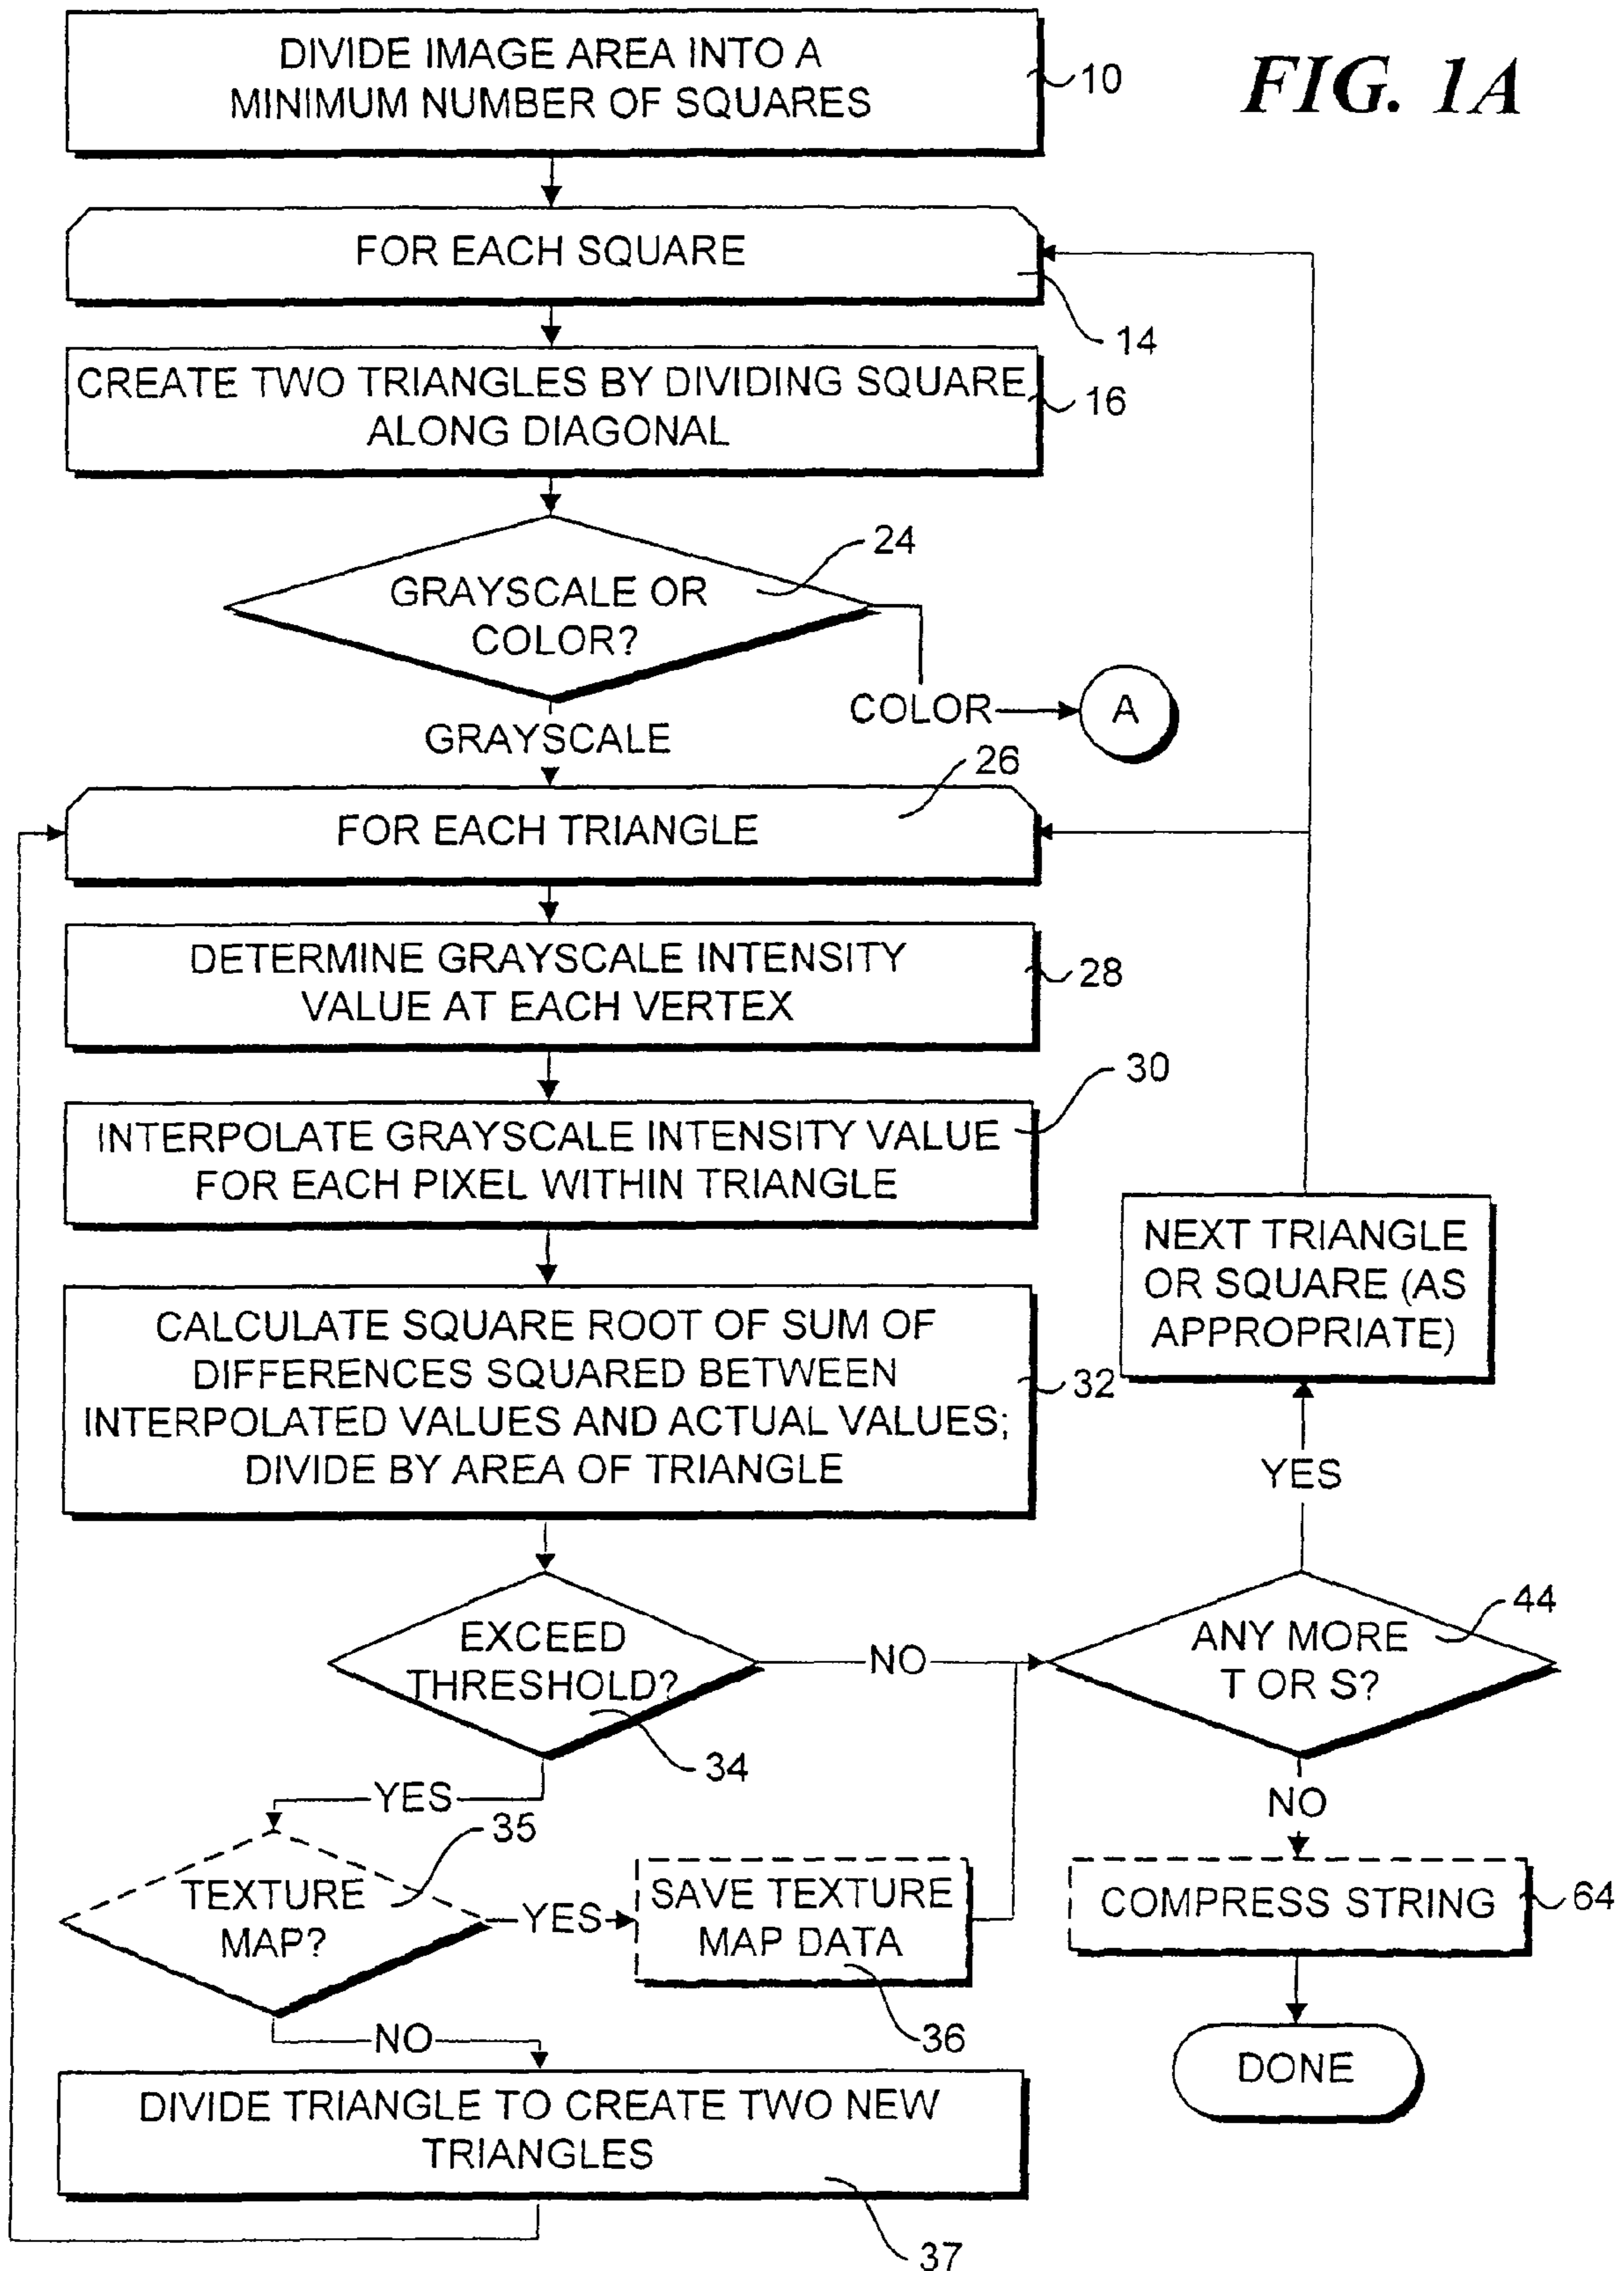 FIG. 1A
DIVIDE IMAGE AREA INTO A
MINIMUM NUMBER OF SQUARES
10
FOR EACH SQUARE
14
CREATE TWO TRIANGLES BY DIVIDING SQUARE
ALONG DIAGONAL
16
24
GRAYSCALE OR
COLOR?
COLOR
A
GRAYSCALE
26
FOR EACH TRIANGLE
DETERMINE GRAYSCALE INTENSITY
VALUE AT EACH VERTEX
28
30
INTERPOLATE GRAYSCALE INTENSITY VALUE
FOR EACH PIXEL WITHIN TRIANGLE
NEXT TRIANGLE
OR SQUARE (AS
APPROPRIATE)
CALCULATE SQUARE ROOT OF SUM OF
DIFFERENCES SQUARED BETWEEN
INTERPOLATED VALUES AND ACTUAL VALUES;
DIVIDE BY AREA OF TRIANGLE
32
YES
EXCEED
THRESHOLD?
34
NO
ANY MORE
T OR S?
44
YES
NO
35
TEXTURE
MAP?
YES
SAVE TEXTURE
MAP DATA
36
COMPRESS STRING
64
NO
DONE
DIVIDE TRIANGLE TO CREATE TWO NEW
TRIANGLES
37